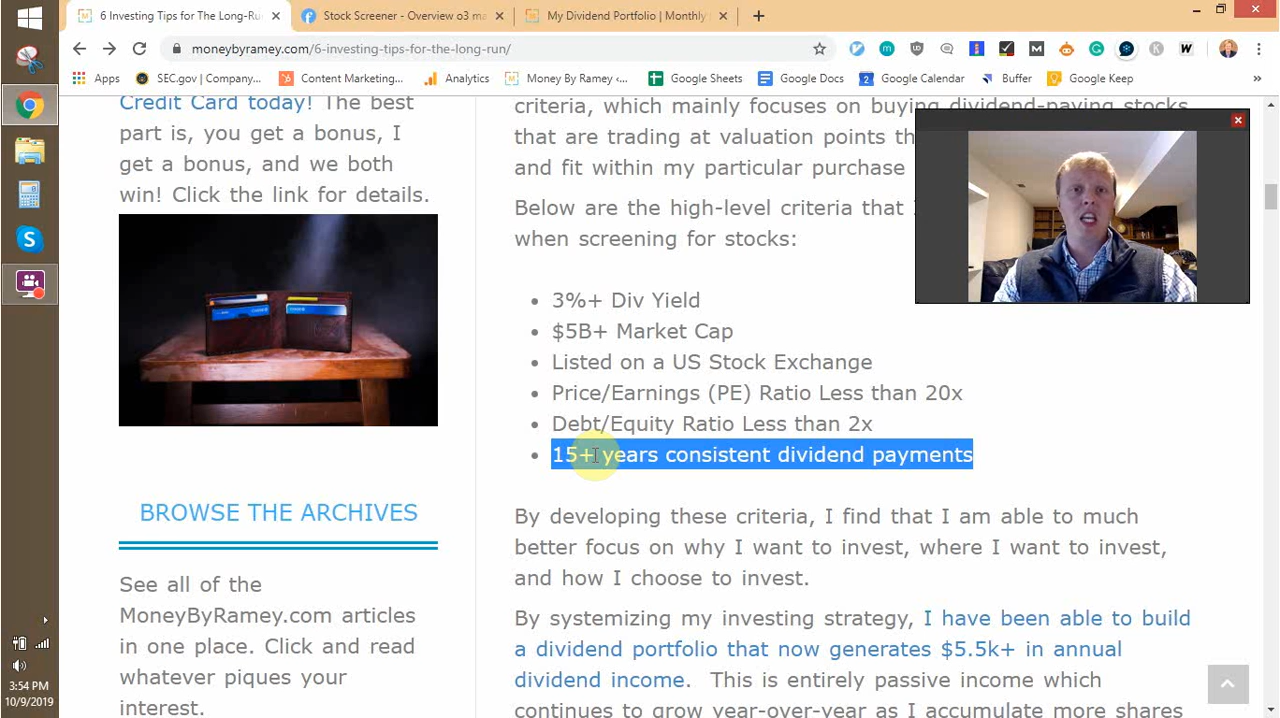 6 Investing Tips for The Long-Ru
Stock Screener - Overview o3 ma
My Dividend Portfolio | Monthly
moneybyramey.com/6-investing-tips-for-the-long-run/
Apps
SEC.gov | Company...
Content Marketing...
Analytics
Money By Ramey <...
Google Sheets
Google Docs
Google Calendar
Buffer
Google Keep
»
Credit Card today! The best
part is, you get a bonus, I
get a bonus, and we both
win! Click the link for details.
BROWSE THE ARCHIVES
See all of the
MoneyByRamey.com articles
in one place. Click and read
whatever piques your
interest.
criteria, which mainly focuses on buying dividend-paying stocks
that are trading at valuation points
and fit within my particular purchase
Below are the high-level criteria that I
when screening for stocks:
• 3%+ Div Yield
• $5B+ Market Cap
• Listed on a US Stock Exchange
• Price/Earnings (PE) Ratio Less than 20x
• Debt/Equity Ratio Less than 2x
• 15+ years consistent dividend payments
By developing these criteria, I find that I am able to much
better focus on why I want to invest, where I want to invest,
and how I choose to invest.
By systemizing my investing strategy, I have been able to build
a dividend portfolio that now generates $5.5k+ in annual
dividend income. This is entirely passive income which
continues to grow year-over-year as I accumulate more shares
3:54 PM
10/9/2019